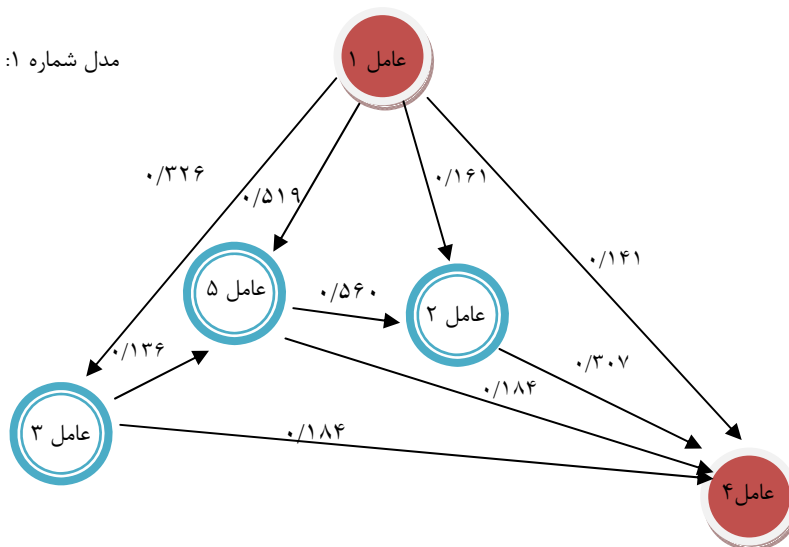 مدل شماره ۱:
عامل ۱
۰/۳۲۶
۰/۵۱۹
۰/۱۶۱
۰/۱۴۱
عامل ۵
۰/۵۶۰
عامل ۲
۰/۱۳۶
۰/۳۰۷
۰/۱۸۴
عامل ۳
۰/۱۸۴
عامل۴